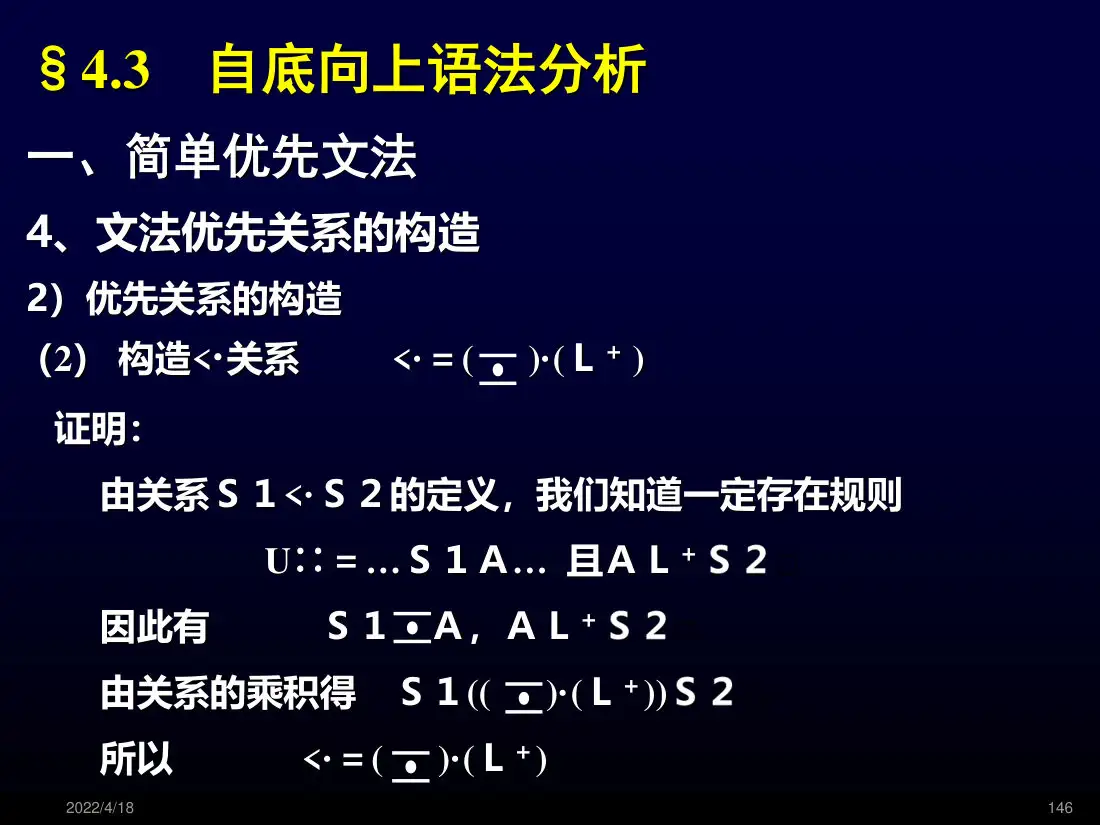 §4.3 自底向上语法分析
一、简单优先文法
4、文法优先关系的构造
2）优先关系的构造
（2） 构造<·关系 <· = ( ≐ )·( L ⁺ )
证明：
由关系Ｓ１<· Ｓ２的定义，我们知道一定存在规则
U∷＝…Ｓ１Ａ… 且Ａ Ｌ⁺Ｓ２
因此有 Ｓ１≐Ａ，Ａ Ｌ⁺Ｓ２
由关系的乘积得 Ｓ１(( ≐ )·( L ⁺))Ｓ２
所以 <· = ( ≐ )·( L ⁺)
2022/4/18
146